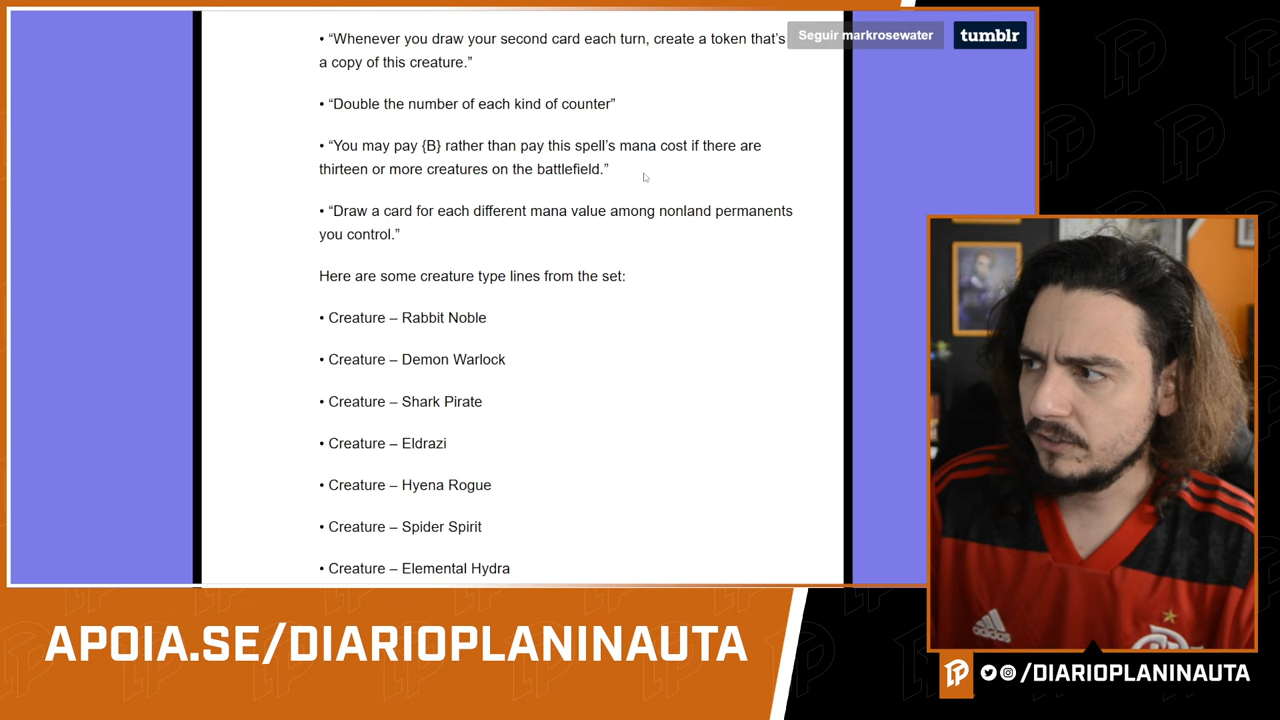 • “Whenever you draw your second card each turn, create a token that's
a copy of this creature.”
Seguir markrosewater
tumblr
• “Double the number of each kind of counter”
• “You may pay {B} rather than pay this spell’s mana cost if there are
thirteen or more creatures on the battlefield.”
• “Draw a card for each different mana value among nonland permanents
you control.”
Here are some creature type lines from the set:
• Creature – Rabbit Noble
• Creature – Demon Warlock
• Creature – Shark Pirate
• Creature – Eldrazi
• Creature – Hyena Rogue
• Creature – Spider Spirit
• Creature – Elemental Hydra
adidas
APOIA.SE/DIARIOPLANINAUTA
/DIARIOPLANINAUTA